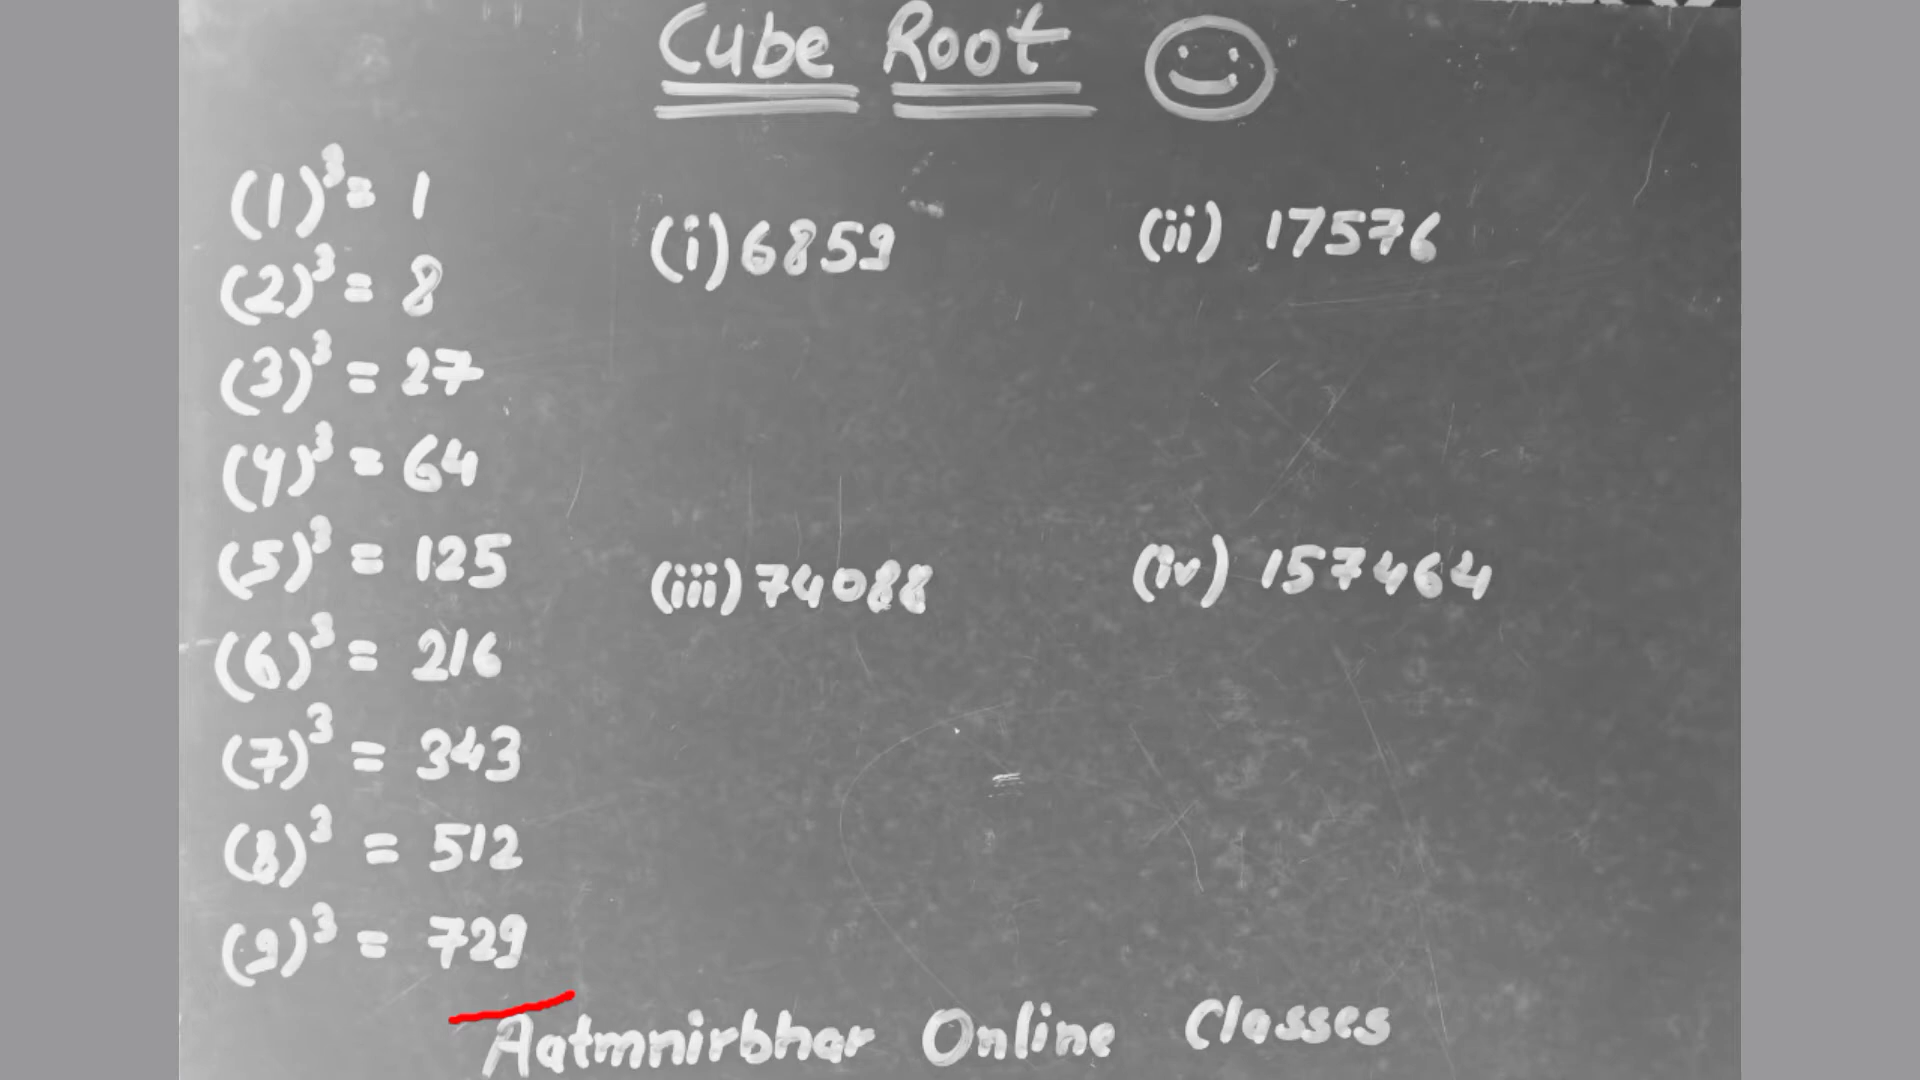 Cube Root
(1)³ = 1
(2)³ = 8
(3)³ = 27
(4)³ = 64
(5)³ = 125
(6)³ = 216
(7)³ = 343
(8)³ = 512
(9)³ = 729
(i) 6859
(ii) 17576
(iii) 74088
(iv) 157464
Aatmnirbhar Online Classes